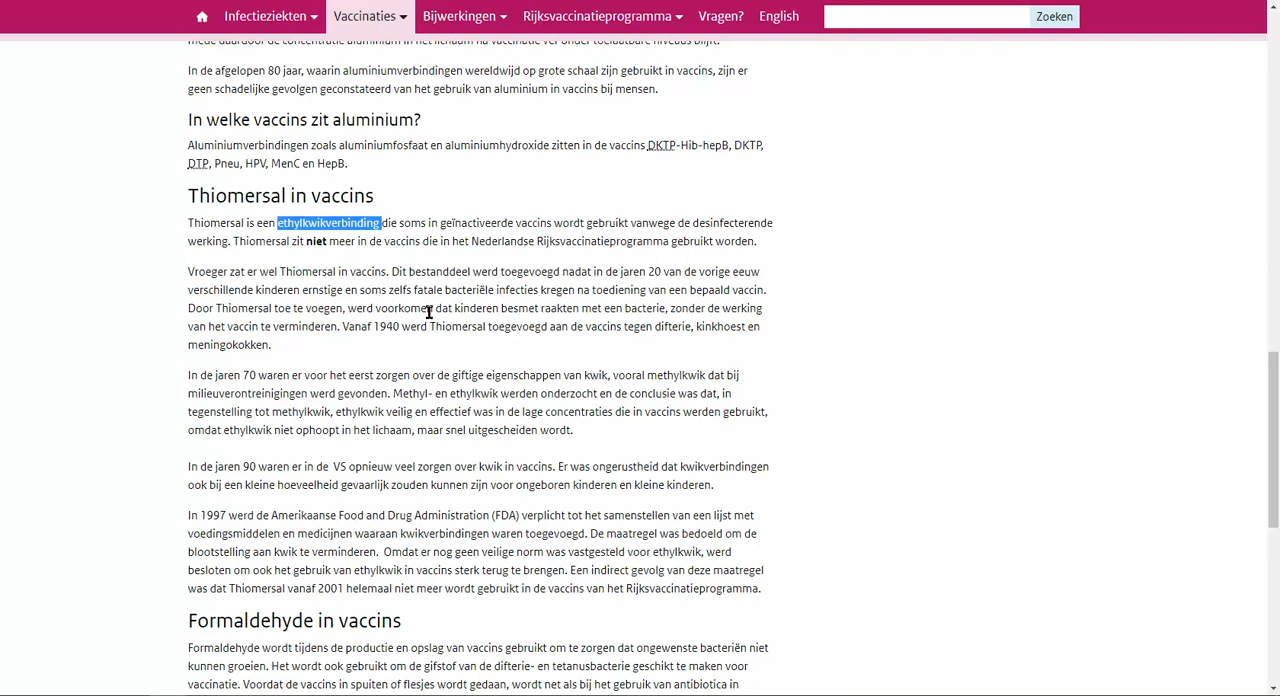 Infectieziekten
Vaccinaties
Bijwerkingen
Rijksvaccinatieprogramma
Vragen?
English
Zoeken
mede daardoor de concentratie aluminium in het lichaam na vaccinatie ver onder toelaatbare niveaus blijft.
In de afgelopen 80 jaar, waarin aluminiumverbindingen wereldwijd op grote schaal zijn gebruikt in vaccins, zijn er
geen schadelijke gevolgen geconstateerd van het gebruik van aluminium in vaccins bij mensen.
In welke vaccins zit aluminium?
Aluminiumverbindingen zoals aluminiumfosfaat en aluminiumhydroxide zitten in de vaccins DKTP-Hib-hepB, DKTP,
DTP, Pneu, HPV, MenC en HepB.
Thiomersal in vaccins
Thiomersal is een ethylkwikverbinding die soms in geïnactiveerde vaccins wordt gebruikt vanwege de desinfecterende
werking. Thiomersal zit niet meer in de vaccins die in het Nederlandse Rijksvaccinatieprogramma gebruikt worden.
Vroeger zat er wel Thiomersal in vaccins. Dit bestanddeel werd toegevoegd nadat in de jaren 20 van de vorige eeuw
verschillende kinderen ernstige en soms zelfs fatale bacteriële infecties kregen na toediening van een bepaald vaccin.
Door Thiomersal toe te voegen, werd voorkomen dat kinderen besmet raakten met een bacterie, zonder de werking
van het vaccin te verminderen. Vanaf 1940 werd Thiomersal toegevoegd aan de vaccins tegen difterie, kinkhoest en
meningokokken.
In de jaren 70 waren er voor het eerst zorgen over de giftige eigenschappen van kwik, vooral methylkwik dat bij
milieuverontreinigingen werd gevonden. Methyl- en ethylkwik werden onderzocht en de conclusie was dat, in
tegenstelling tot methylkwik, ethylkwik veilig en effectief was in de lage concentraties die in vaccins werden gebruikt,
omdat ethylkwik niet ophoopt in het lichaam, maar snel uitgescheiden wordt.
In de jaren 90 waren er in de VS opnieuw veel zorgen over kwik in vaccins. Er was ongerustheid dat kwikverbindingen
ook bij een kleine hoeveelheid gevaarlijk zouden kunnen zijn voor ongeboren kinderen en kleine kinderen.
In 1997 werd de Amerikaanse Food and Drug Administration (FDA) verplicht tot het samenstellen van een lijst met
voedingsmiddelen en medicijnen waaraan kwikverbindingen waren toegevoegd. De maatregel was bedoeld om de
blootstelling aan kwik te verminderen. Omdat er nog geen veilige norm was vastgesteld voor ethylkwik, werd
besloten om ook het gebruik van ethylkwik in vaccins sterk terug te brengen. Een indirect gevolg van deze maatregel
was dat Thiomersal vanaf 2001 helemaal niet meer wordt gebruikt in de vaccins van het Rijksvaccinatieprogramma.
Formaldehyde in vaccins
Formaldehyde wordt tijdens de productie en opslag van vaccins gebruikt om te zorgen dat ongewenste bacteriën niet
kunnen groeien. Het wordt ook gebruikt om de gifstof van de difterie- en tetanusbacterie geschikt te maken voor
vaccinatie. Voordat de vaccins in spuiten of flesjes wordt gedaan, wordt net als bij het gebruik van antibiotica in